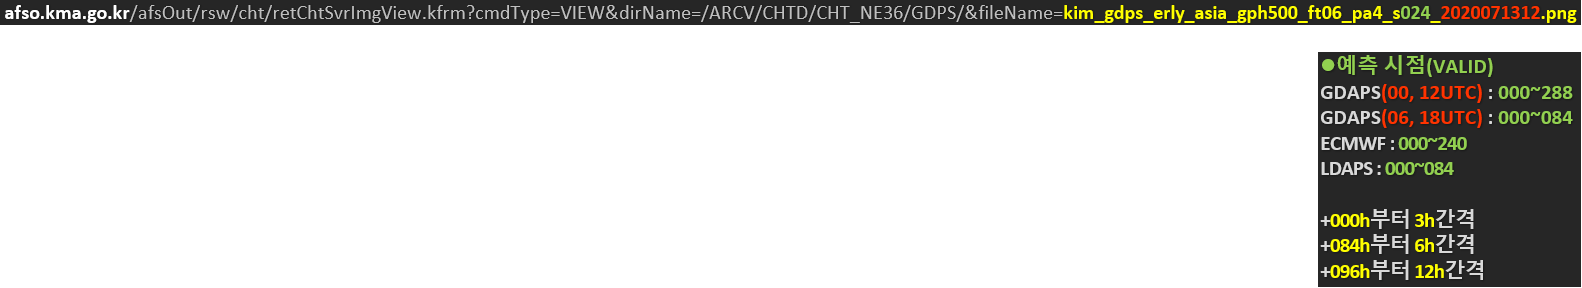 afso.kma.go.kr/afsOut/rsw/cht/retChtSvrImgView.kfrm?cmdType=VIEW&dirName=/ARCV/CHTD/CHT_NE36/GDPS/&fileName=kim_gdps_erly_asia_gph500_ft06_pa4_s024_2020071312.png
●예측 시점(VALID)
GDAPS(00, 12UTC) : 000~288
GDAPS(06, 18UTC) : 000~084
ECMWF : 000~240
LDAPS : 000~084
+000h부터 3h간격
+084h부터 6h간격
+096h부터 12h간격